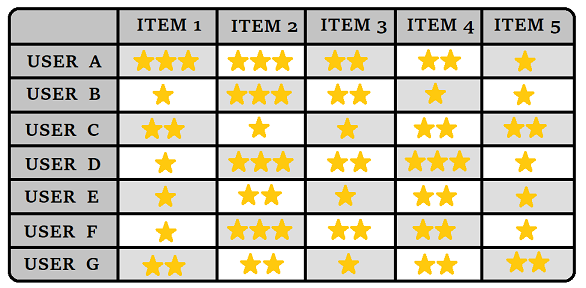 ITEM 1 ITEM 2 ITEM 3 ITEM 4 ITEM 5
USER A
USER B
USER C
USER D
USER E
USER F
USER G